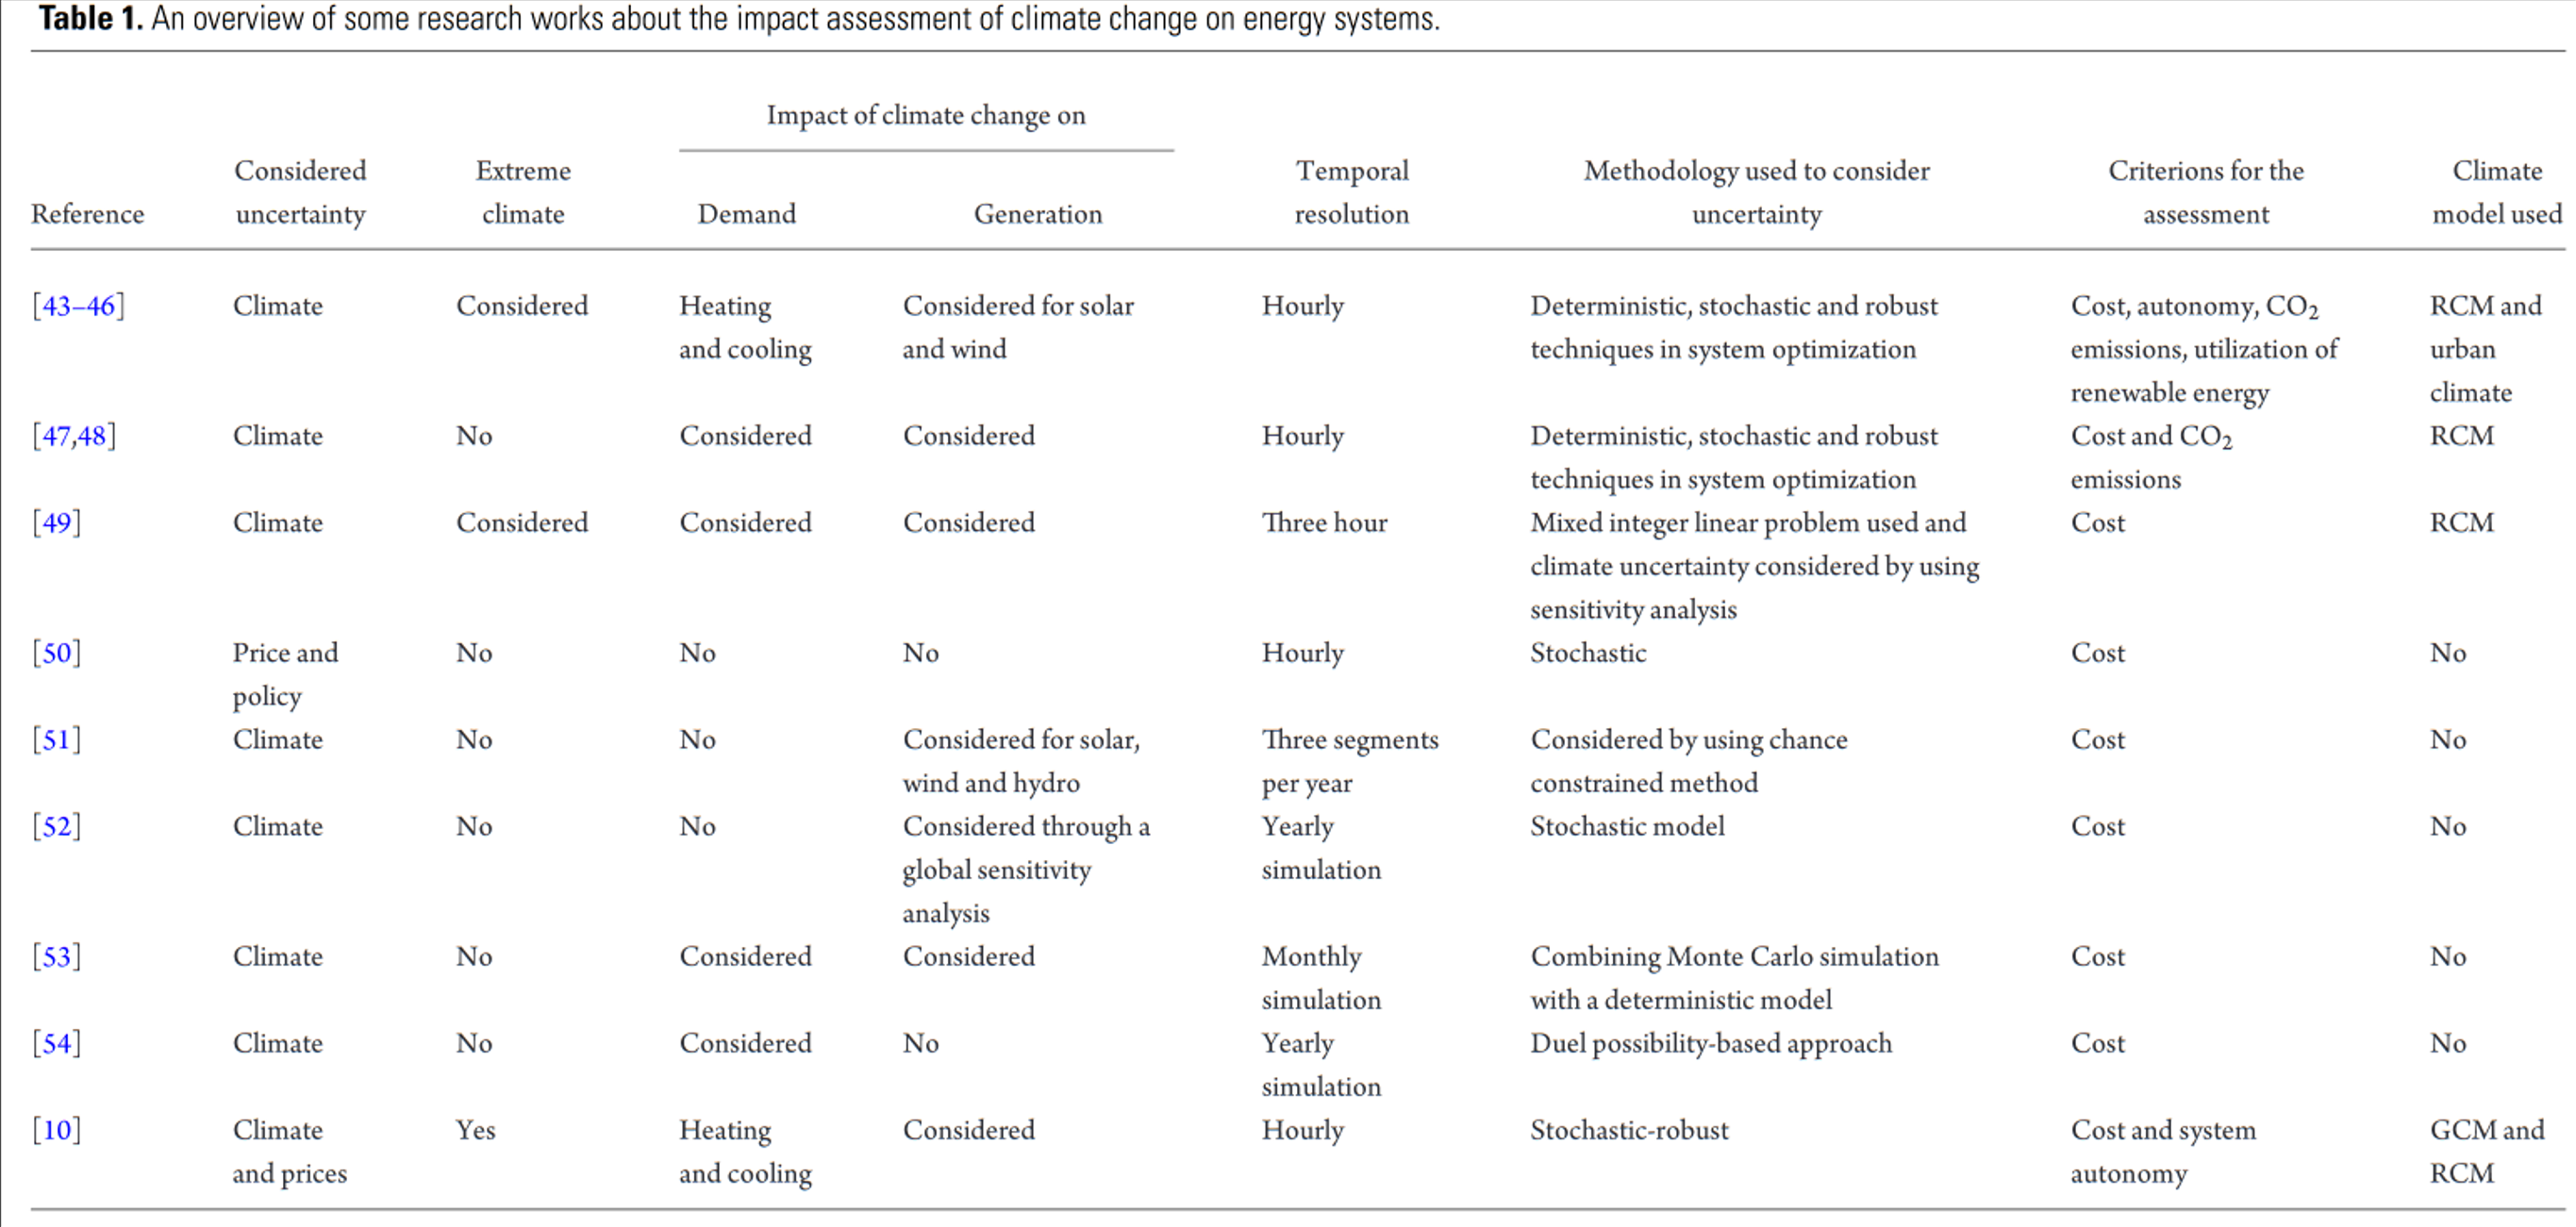 Table 1. An overview of some research works about the impact assessment of climate change on energy systems.
Impact of climate change on
Considered Extreme Temporal Methodology used to consider Criterions for the Climate
Reference uncertainty climate Demand Generation resolution uncertainty assessment model used
[43–46] Climate Considered Heating Considered for solar Hourly Deterministic, stochastic and robust Cost, autonomy, CO₂ RCM and
and cooling and wind techniques in system optimization emissions, utilization of urban
renewable energy climate
[47,48] Climate No Considered Considered Hourly Deterministic, stochastic and robust Cost and CO₂ RCM
techniques in system optimization emissions
[49] Climate Considered Considered Considered Three hour Mixed integer linear problem used and Cost RCM
climate uncertainty considered by using
sensitivity analysis
[50] Price and No No No Hourly Stochastic Cost No
policy
[51] Climate No No Considered for solar, Three segments Considered by using chance Cost No
wind and hydro per year constrained method
[52] Climate No No Considered through a Yearly Stochastic model Cost No
global sensitivity simulation
analysis
[53] Climate No Considered Considered Monthly Combining Monte Carlo simulation Cost No
simulation with a deterministic model
[54] Climate No Considered No Yearly Duel possibility-based approach Cost No
simulation
[10] Climate Yes Heating Considered Hourly Stochastic-robust Cost and system GCM and
and prices and cooling autonomy RCM